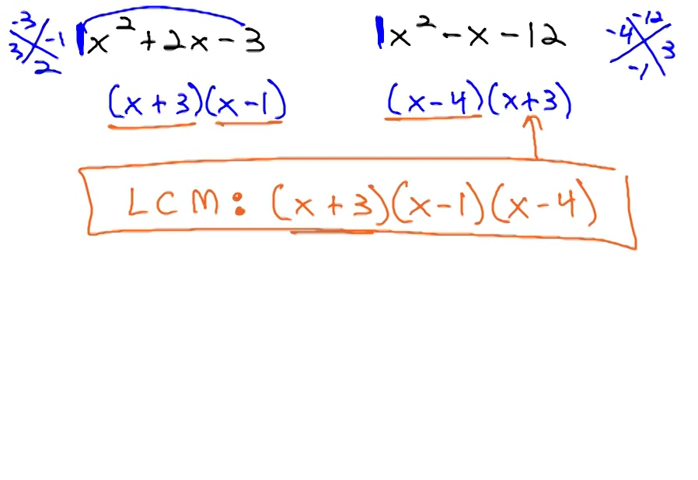 -3 3 -1 2 1x² + 2x - 3 1x² - x - 12 -12 -4 3 -1
(x + 3)(x - 1) (x - 4)(x + 3)
LCM: (x + 3)(x - 1)(x - 4)